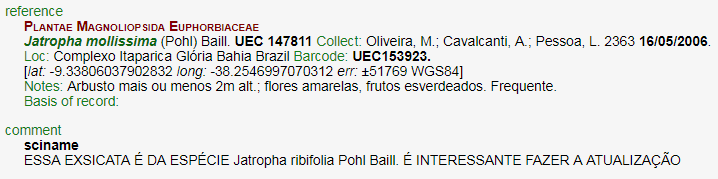 reference
PLANTAE MAGNOLIOPSIDA EUPHORBIACEAE
Jatropha mollissima (Pohl) Baill. UEC 147811 Collect: Oliveira, M.; Cavalcanti, A.; Pessoa, L. 2363 16/05/2006.
Loc: Complexo Itaparica Glória Bahia Brazil Barcode: UEC153923.
[lat: -9.33806037902832 long: -38.2546997070312 err: ±51769 WGS84]
Notes: Arbusto mais ou menos 2m alt.; flores amarelas, frutos esverdeados. Frequente.
Basis of record:
comment
sciname
ESSA EXSICATA É DA ESPÉCIE Jatropha ribifolia Pohl Baill. É INTERESSANTE FAZER A ATUALIZAÇÃO